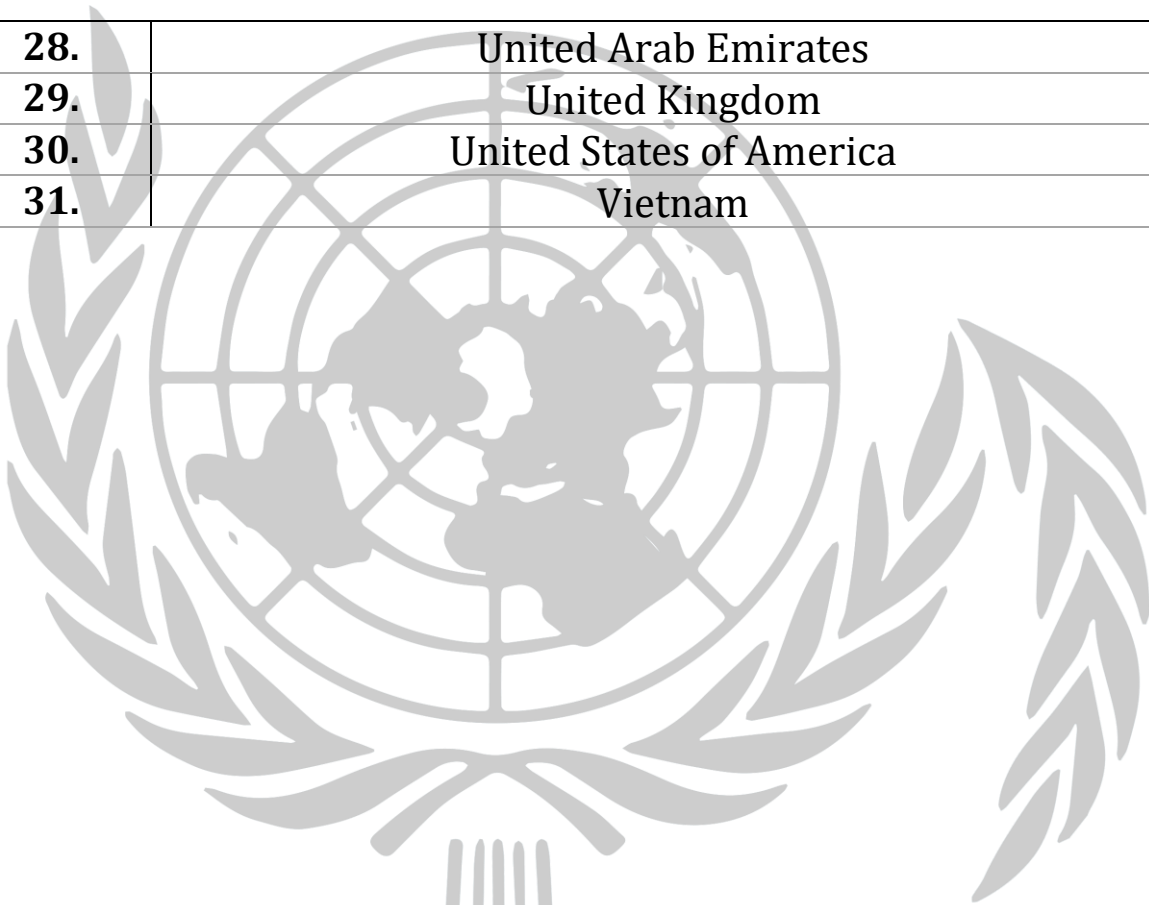 28. United Arab Emirates
29. United Kingdom
30. United States of America
31. Vietnam